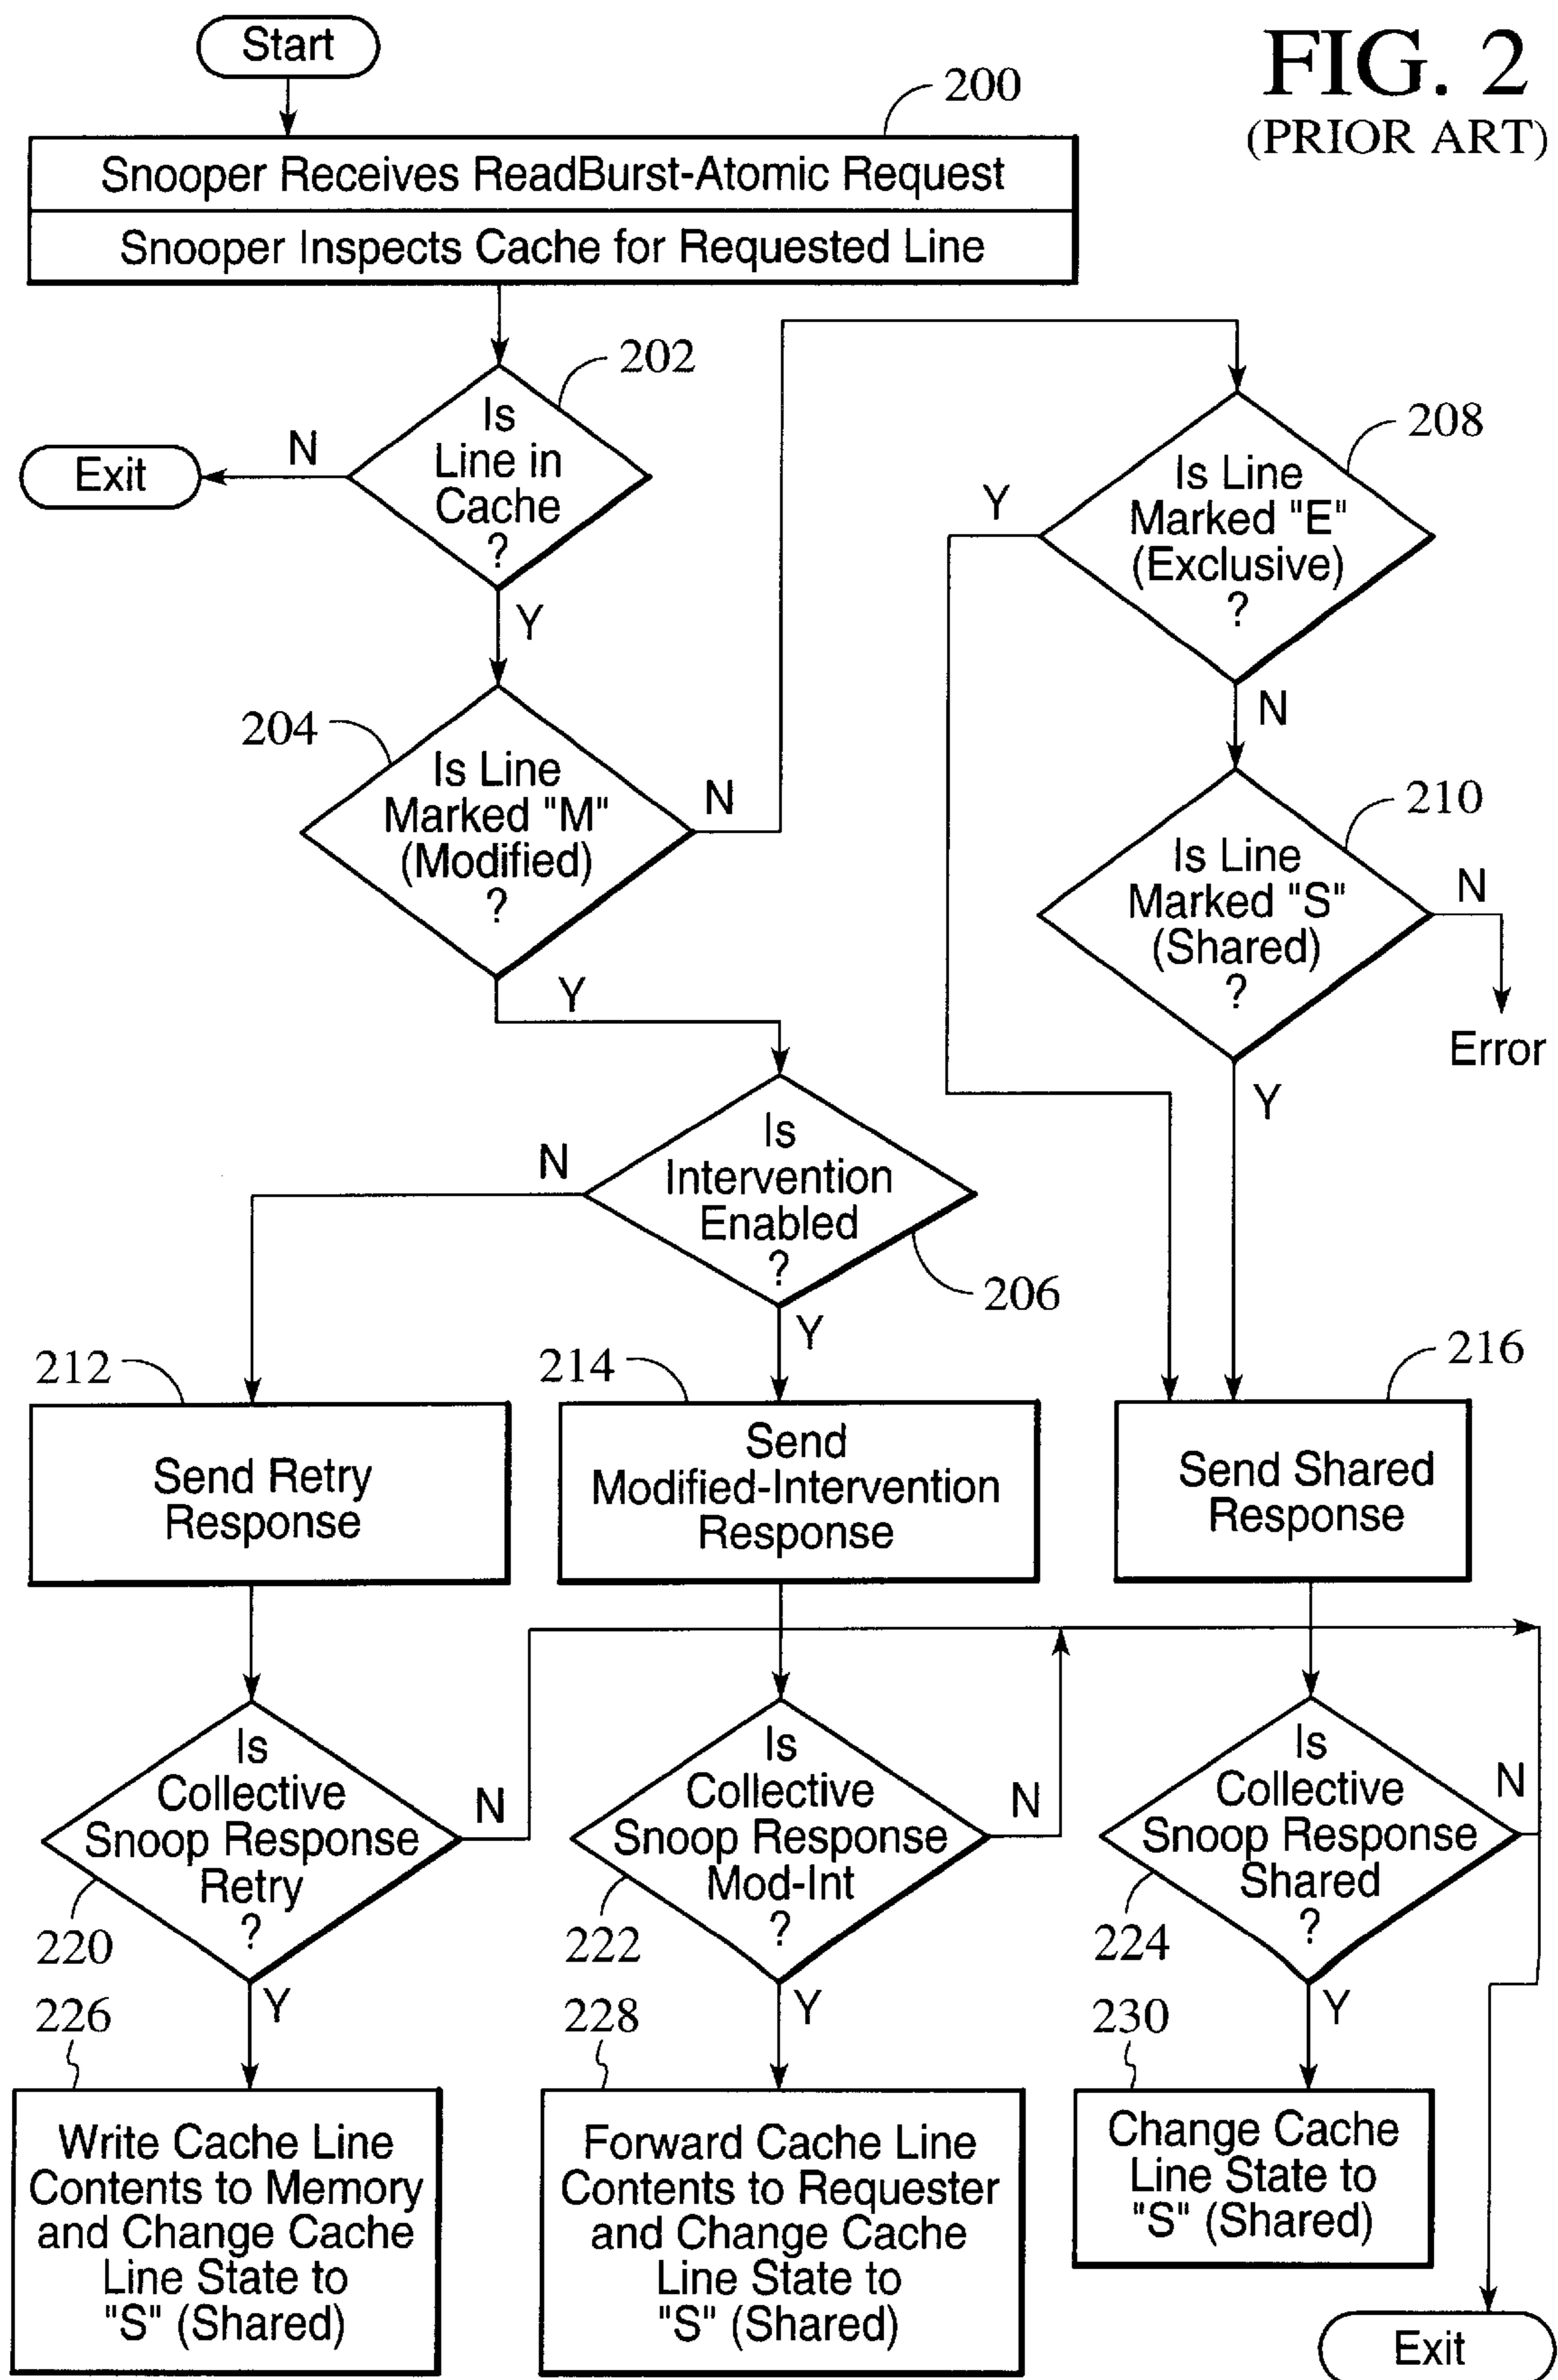 FIG. 2
(PRIOR ART)
Start
200
Snooper Receives ReadBurst-Atomic Request
Snooper Inspects Cache for Requested Line
202
Is
Line in
Cache
?
N
Exit
Y
204
Is Line
Marked "M"
(Modified)
?
N
Y
208
Is Line
Marked "E"
(Exclusive)
?
Y
N
210
Is Line
Marked "S"
(Shared)
?
N
Error
Y
Is
Intervention
Enabled
?
206
N
Y
212
Send Retry
Response
214
Send
Modified-Intervention
Response
216
Send Shared
Response
Is
Collective
Snoop Response
Retry
?
220
N
Y
Is
Collective
Snoop Response
Mod-Int
?
222
N
Y
Is
Collective
Snoop Response
Shared
?
224
N
Y
226
Write Cache Line
Contents to Memory
and Change Cache
Line State to
"S" (Shared)
228
Forward Cache Line
Contents to Requester
and Change Cache
Line State to
"S" (Shared)
230
Change Cache
Line State to
"S" (Shared)
Exit